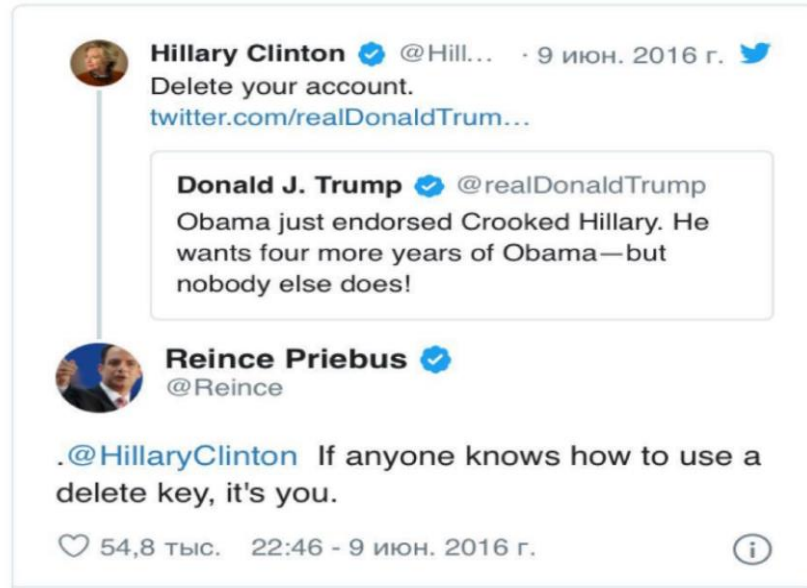 Hillary Clinton @Hill... · 9 июн. 2016 г.
Delete your account.
twitter.com/realDonaldTrum...
Donald J. Trump @realDonaldTrump
Obama just endorsed Crooked Hillary. He
wants four more years of Obama—but
nobody else does!
Reince Priebus
@Reince
.@HillaryClinton If anyone knows how to use a
delete key, it's you.
54,8 тыс. 22:46 - 9 июн. 2016 г.